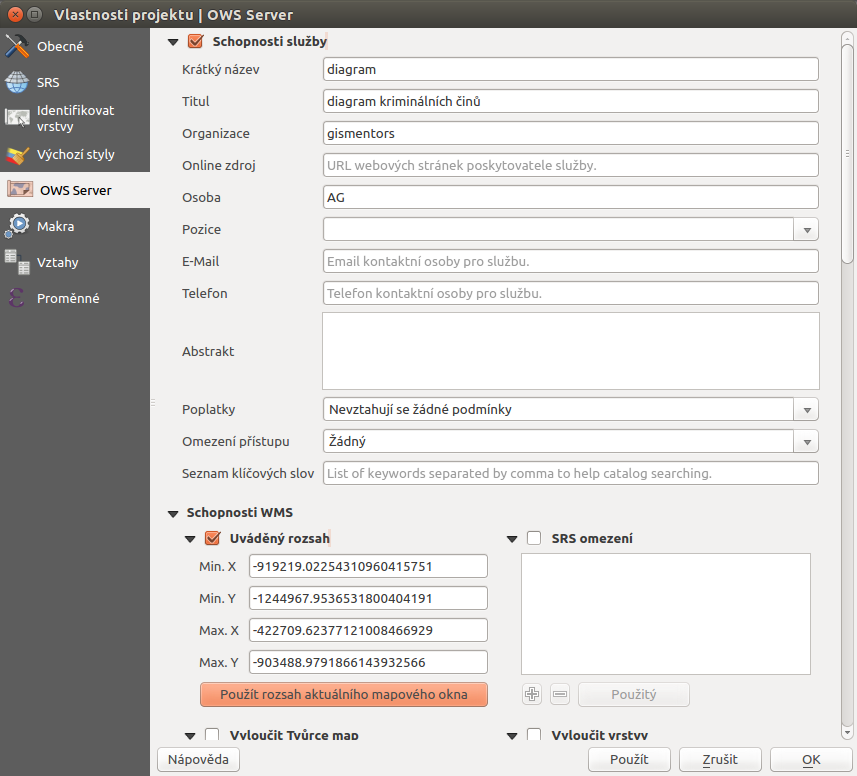 Vlastnosti projektu | OWS Server
Obecné
SRS
Identifikovat
vrstvy
Výchozí styly
OWS Server
Makra
Vztahy
Proměnné
Schopnosti služby
Krátký název diagram
Titul diagram kriminálních činů
Organizace gismentors
Online zdroj URL webových stránek poskytovatele služby.
Osoba AG
Pozice
E-Mail Email kontaktní osoby pro službu.
Telefon Telefon kontaktní osoby pro službu.
Abstrakt
Poplatky Nevztahují se žádné podmínky
Omezení přístupu Žádný
Seznam klíčových slov List of keywords separated by comma to help catalog searching.
Schopnosti WMS
Uváděný rozsah
Min. X -919219.02254310960415751
Min. Y -1244967.9536531800404191
Max. X -422709.62377121008466929
Max. Y -903488.9791866143932566
Použít rozsah aktuálního mapového okna
SRS omezení
Použitý
Vyloučit Tvůrce map
Vyloučit vrstvy
Nápověda
Použít
Zrušit
OK